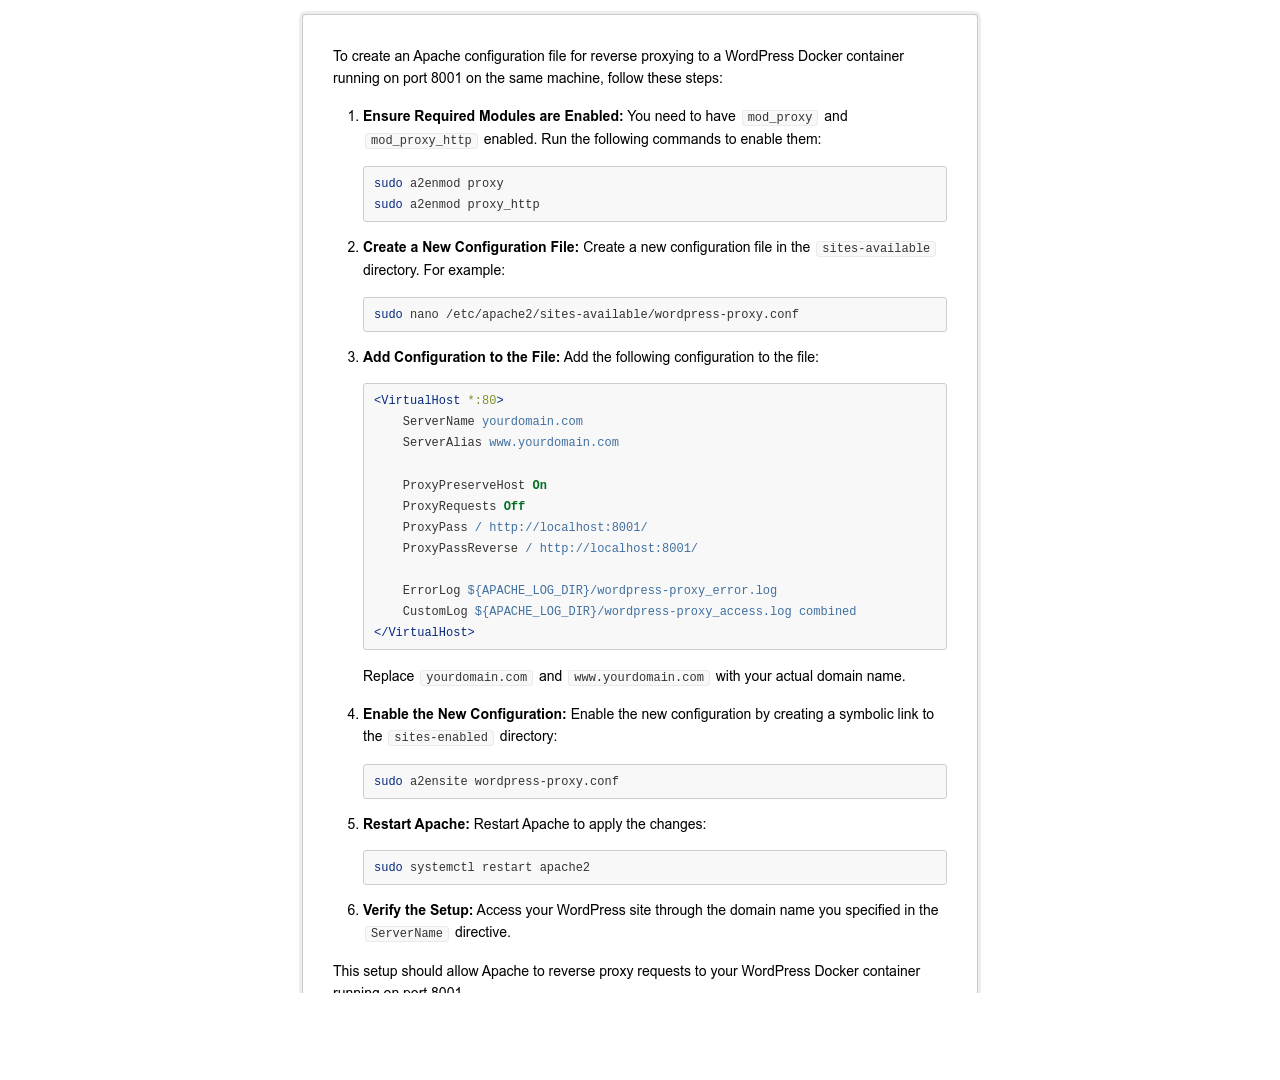 To create an Apache configuration file for reverse proxying to a WordPress Docker container
running on port 8001 on the same machine, follow these steps:
1. Ensure Required Modules are Enabled: You need to have mod_proxy and
mod_proxy_http enabled. Run the following commands to enable them:
sudo a2enmod proxy
sudo a2enmod proxy_http
2. Create a New Configuration File: Create a new configuration file in the sites-available
directory. For example:
sudo nano /etc/apache2/sites-available/wordpress-proxy.conf
3. Add Configuration to the File: Add the following configuration to the file:
<VirtualHost *:80>
    ServerName yourdomain.com
    ServerAlias www.yourdomain.com

    ProxyPreserveHost On
    ProxyRequests Off
    ProxyPass / http://localhost:8001/
    ProxyPassReverse / http://localhost:8001/

    ErrorLog ${APACHE_LOG_DIR}/wordpress-proxy_error.log
    CustomLog ${APACHE_LOG_DIR}/wordpress-proxy_access.log combined
</VirtualHost>
Replace yourdomain.com and www.yourdomain.com with your actual domain name.
4. Enable the New Configuration: Enable the new configuration by creating a symbolic link to
the sites-enabled directory:
sudo a2ensite wordpress-proxy.conf
5. Restart Apache: Restart Apache to apply the changes:
sudo systemctl restart apache2
6. Verify the Setup: Access your WordPress site through the domain name you specified in the
ServerName directive.
This setup should allow Apache to reverse proxy requests to your WordPress Docker container
running on port 8001